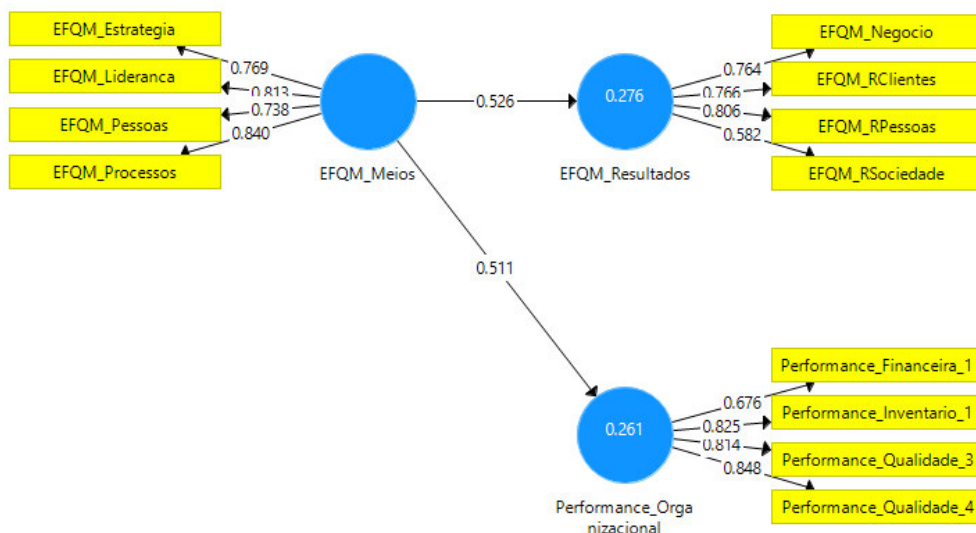 EFQM_Estrategia
EFQM_Lideranca
EFQM_Pessoas
EFQM_Processos
0.769
0.813
0.738
0.840
EFQM_Meios
0.526
0.276
EFQM_Resultados
0.764
0.766
0.806
0.582
EFQM_Negocio
EFQM_RClientes
EFQM_RPessoas
EFQM_RSociedade
0.511
0.261
Performance_Orga
nizacional
0.676
0.825
0.814
0.848
Performance_Financeira_1
Performance_Inventario_1
Performance_Qualidade_3
Performance_Qualidade_4